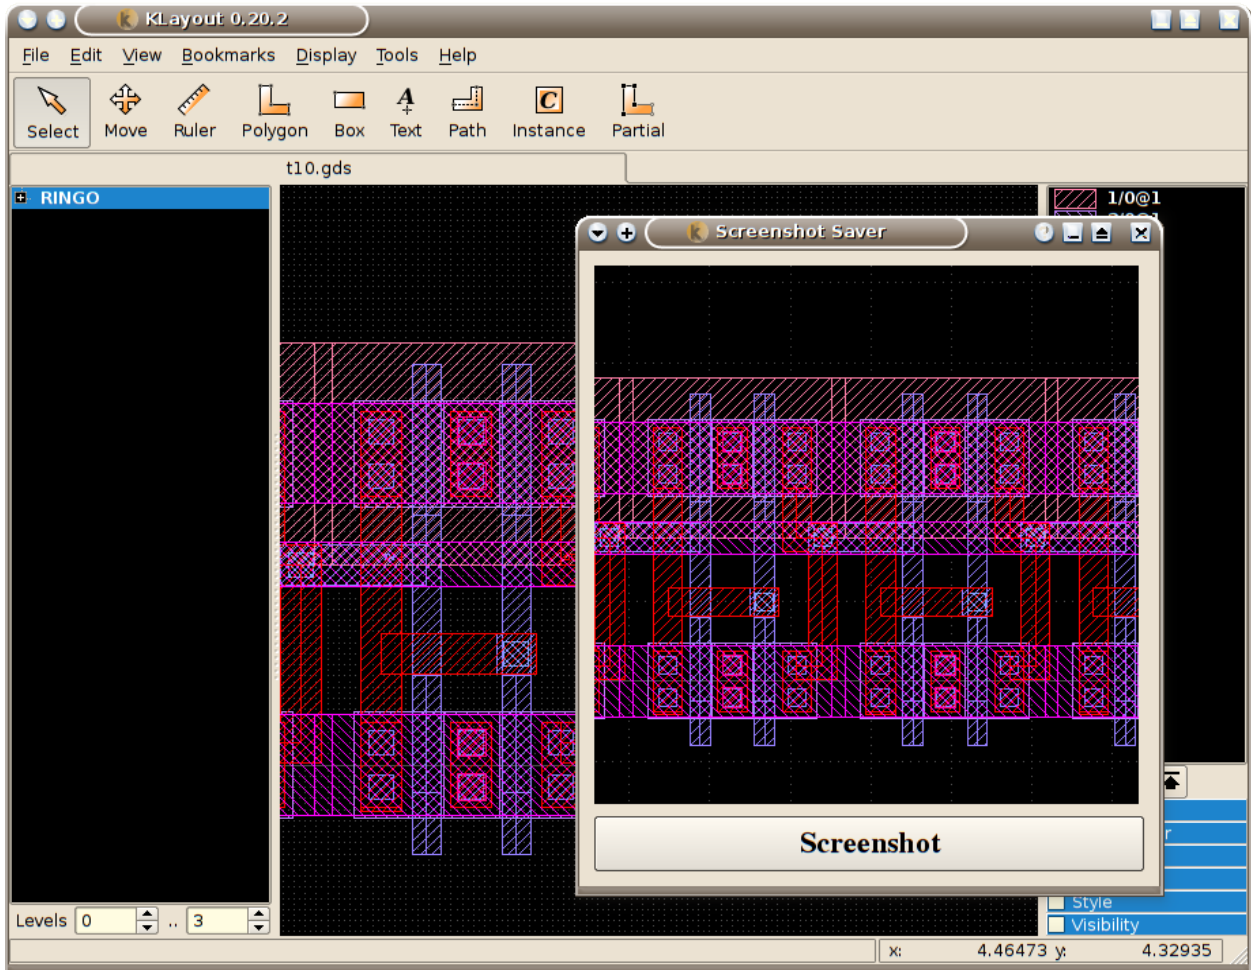 KLayout 0.20.2
File Edit View Bookmarks Display Tools Help
Select Move Ruler Polygon Box Text Path Instance Partial
t10.gds
RINGO
1/0@1
Screenshot Saver
Screenshot
Style
Visibility
Levels 0 .. 3
x: 4.46473 y: 4.32935